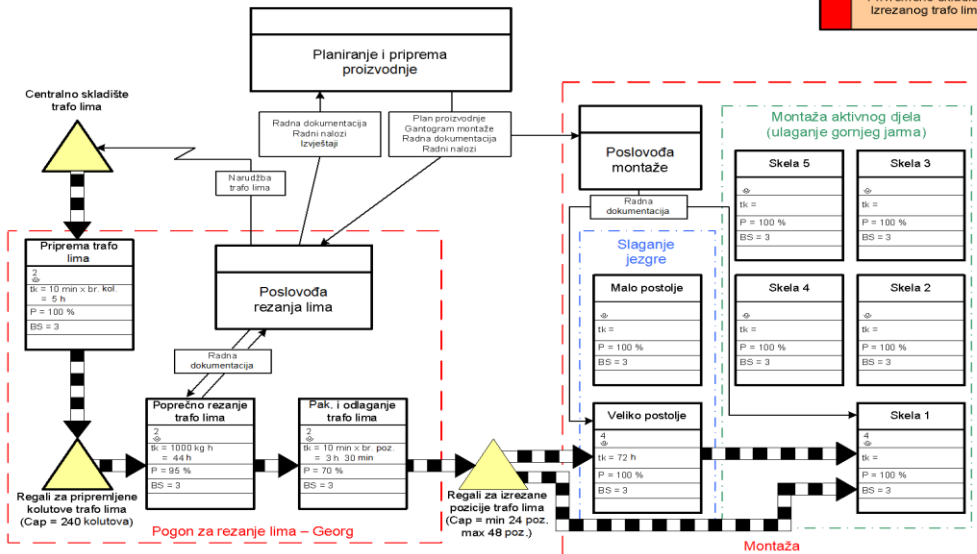 Izrezanog trafo lima
Planiranje i priprema
proizvodnje
Centralno skladište
trafo lima
Radna dokumentacija
Radni nalozi
Izvještaji
Plan proizvodnje
Gantogram montaže
Radna dokumentacija
Radni nalozi
Narudžba
trafo lima
Poslovođa
montaže
Radna
dokumentacija
Montaža aktivnog djela
(ulaganje gornjeg jarma)
Skela 5
tk =
P = 100 %
BS = 3
Skela 3
tk =
P = 100 %
BS = 3
Priprema trafo
lima
2
tk = 10 min x br. kol.
= 5 h
P = 100 %
BS = 3
Poslovođa
rezanja lima
Radna
dokumentacija
Slaganje
jezgre
Malo postolje
tk =
P = 100 %
BS = 3
Skela 4
tk =
P = 100 %
BS = 3
Skela 2
tk =
P = 100 %
BS = 3
Poprečno rezanje
trafo lima
2
tk = 1000 kg h
= 44 h
P = 95 %
BS = 3
Pak. i odlaganje
trafo lima
2
tk = 10 min x br. poz.
= 3 h 30 min
P = 70 %
BS = 3
Veliko postolje
4
tk = 72 h
P = 100 %
BS = 3
Skela 1
4
tk =
P = 100 %
BS = 3
Regali za pripremljene
kolutove trafo lima
(Cap = 240 kolutova)
Regali za izrezane
pozicije trafo lima
(Cap = min 24 poz.
max 48 poz.)
Pogon za rezanje lima – Georg
Montaža